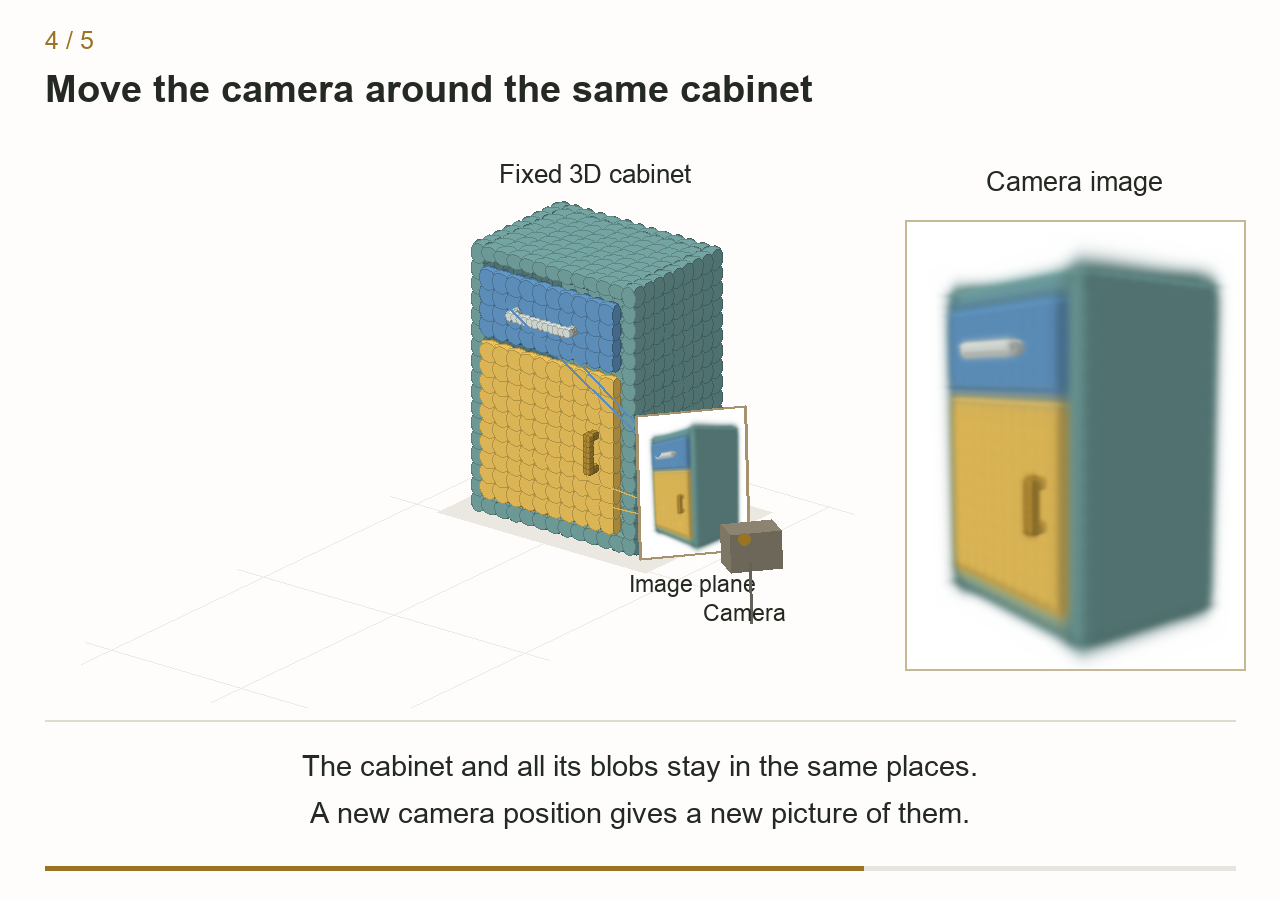 4 / 5
Move the camera around the same cabinet
Fixed 3D cabinet
Camera image
Image plane
Camera
The cabinet and all its blobs stay in the same places.
A new camera position gives a new picture of them.